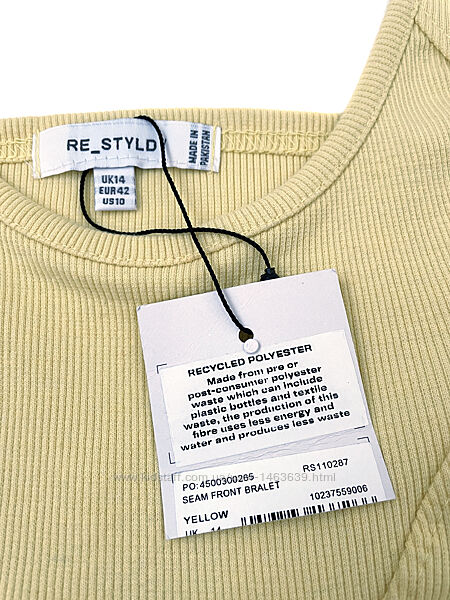 RE_STYLD
MADE IN
PAKISTAN
UK14
EUR42
US10
RECYCLED POLYESTER
Made from pre or
post-consumer polyester
waste which can include
plastic bottles and textile
waste, the production of this
fibre uses less energy and
water and produces less waste
RS110287
PO:4500300265
SEAM FRONT BRALET
10237559006
YELLOW
UK 14